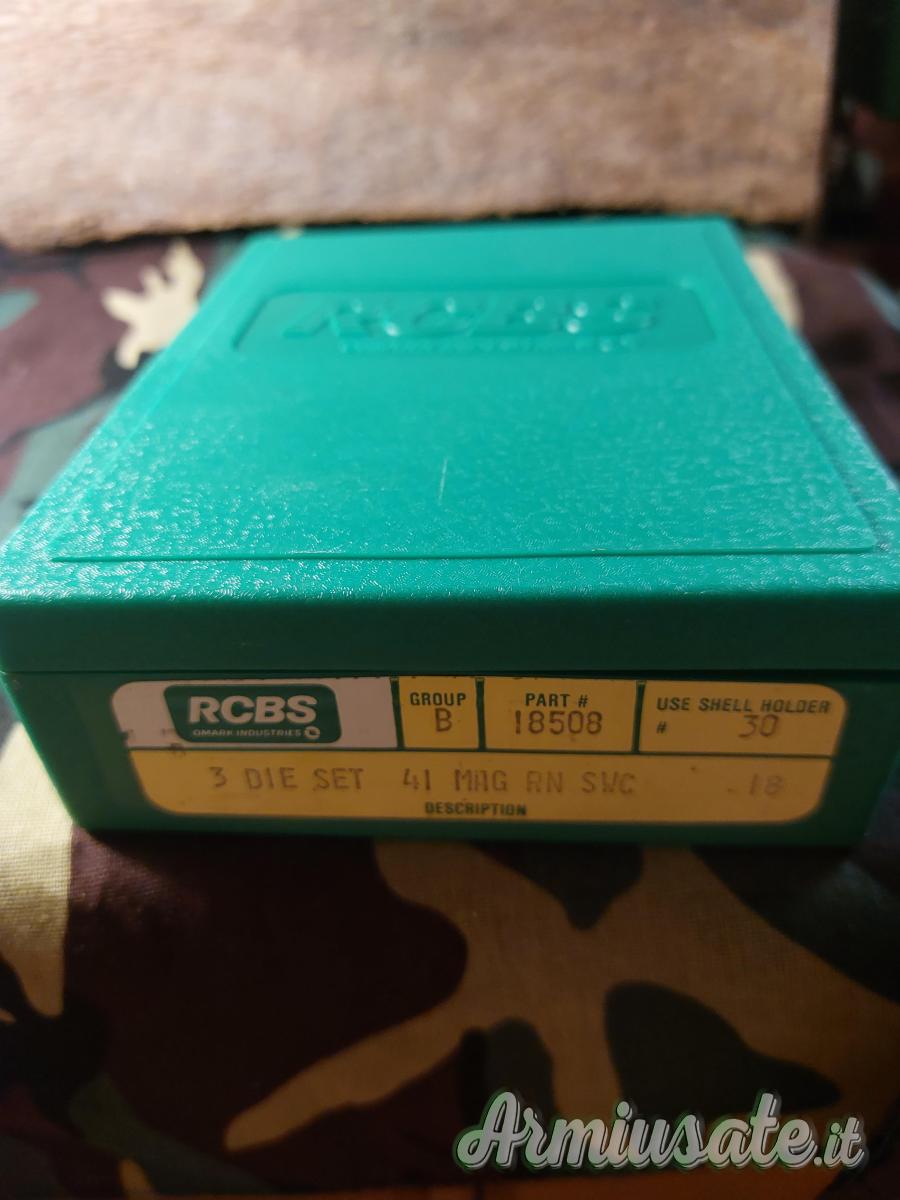 RCBS
RCBS
OMARK INDUSTRIES
GROUP
B
PART #
18508
USE SHELL HOLDER
# 30
3 DIE SET 41 MAG RN SWC 18
DESCRIPTION
Armiusate.it